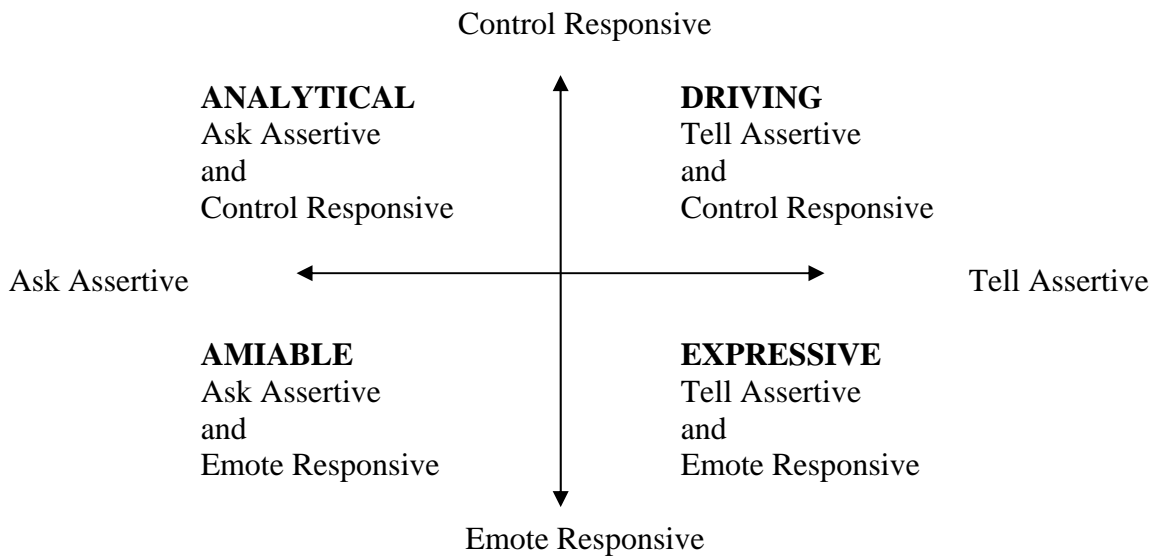 Control Responsive
ANALYTICAL
Ask Assertive
and
Control Responsive
DRIVING
Tell Assertive
and
Control Responsive
Ask Assertive
Tell Assertive
AMIABLE
Ask Assertive
and
Emote Responsive
EXPRESSIVE
Tell Assertive
and
Emote Responsive
Emote Responsive